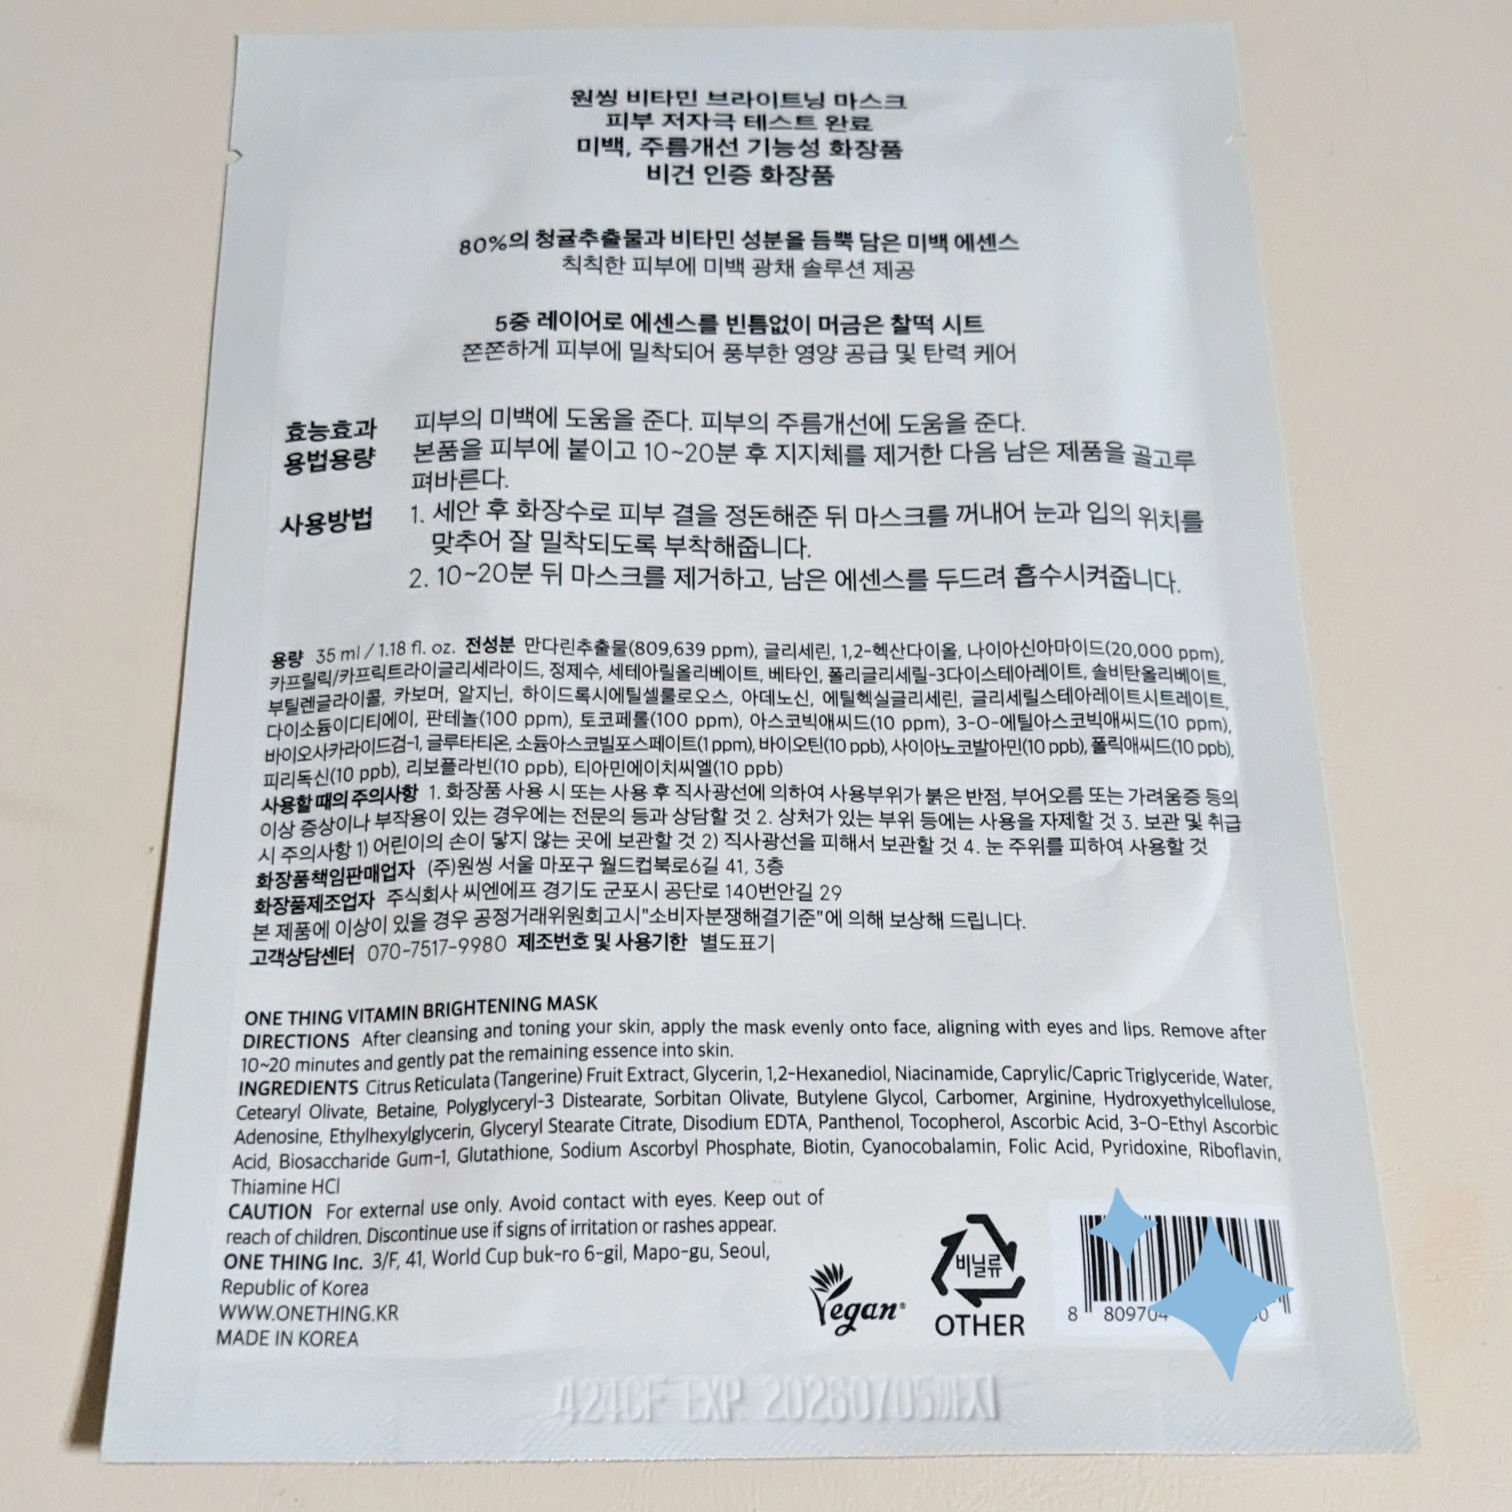 원씽 비타민 브라이트닝 마스크
피부 저자극 테스트 완료
미백, 주름개선 기능성 화장품
비건 인증 화장품
80%의 청귤추출물과 비타민 성분을 듬뿍 담은 미백 에센스
칙칙한 피부에 미백 광채 솔루션 제공
5중 레이어로 에센스를 빈틈없이 머금은 찰떡 시트
쫀쫀하게 피부에 밀착되어 풍부한 영양 공급 및 탄력 케어
효능효과 피부의 미백에 도움을 준다. 피부의 주름개선에 도움을 준다.
용법용량 본품을 피부에 붙이고 10~20분 후 지지체를 제거한 다음 남은 제품을 골고루
펴바른다.
사용방법 1. 세안 후 화장수로 피부 결을 정돈해준 뒤 마스크를 꺼내어 눈과 입의 위치를
맞추어 잘 밀착되도록 부착해줍니다.
2. 10~20분 뒤 마스크를 제거하고, 남은 에센스를 두드려 흡수시켜줍니다.
용량 35 ml / 1.18 fl. oz. 전성분 만다린추출물(809,639 ppm), 글리세린, 1,2-헥산다이올, 나이아신아마이드(20,000 ppm),
카프릴릭/카프릭트라이글리세라이드, 정제수, 세테아릴올리베이트, 베타인, 폴리글리세릴-3다이스테아레이트, 솔비탄올리베이트,
부틸렌글라이콜, 카보머, 알지닌, 하이드록시에틸셀룰로오스, 아데노신, 에틸헥실글리세린, 글리세릴스테아레이트시트레이트,
다이소듐이디티에이, 판테놀(100 ppm), 토코페롤(100 ppm), 아스코빅애씨드(10 ppm), 3-O-에틸아스코빅애씨드(10 ppm),
바이오사카라이드검-1, 글루타티온, 소듐아스코빌포스페이트(1 ppm), 바이오틴(10 ppb), 사이아노코발아민(10 ppb), 폴릭애씨드(10 ppb),
피리독신(10 ppb), 리보플라빈(10 ppb), 티아민에이치씨엘(10 ppb)
사용할 때의 주의사항 1. 화장품 사용 시 또는 사용 후 직사광선에 의하여 사용부위가 붉은 반점, 부어오름 또는 가려움증 등의
이상 증상이나 부작용이 있는 경우에는 전문의 등과 상담할 것 2. 상처가 있는 부위 등에는 사용을 자제할 것 3. 보관 및 취급
시 주의사항 1) 어린이의 손이 닿지 않는 곳에 보관할 것 2) 직사광선을 피해서 보관할 것 4. 눈 주위를 피하여 사용할 것
화장품책임판매업자 (주)원씽 서울 마포구 월드컵북로6길 41, 3층
화장품제조업자 주식회사 씨엔에프 경기도 군포시 공단로 140번안길 29
본 제품에 이상이 있을 경우 공정거래위원회고시"소비자분쟁해결기준"에 의해 보상해 드립니다.
고객상담센터 070-7517-9980 제조번호 및 사용기한 별도표기
ONE THING VITAMIN BRIGHTENING MASK
DIRECTIONS After cleansing and toning your skin, apply the mask evenly onto face, aligning with eyes and lips. Remove after
10~20 minutes and gently pat the remaining essence into skin.
INGREDIENTS Citrus Reticulata (Tangerine) Fruit Extract, Glycerin, 1,2-Hexanediol, Niacinamide, Caprylic/Capric Triglyceride, Water,
Cetearyl Olivate, Betaine, Polyglyceryl-3 Distearate, Sorbitan Olivate, Butylene Glycol, Carbomer, Arginine, Hydroxyethylcellulose,
Adenosine, Ethylhexylglycerin, Glyceryl Stearate Citrate, Disodium EDTA, Panthenol, Tocopherol, Ascorbic Acid, 3-O-Ethyl Ascorbic
Acid, Biosaccharide Gum-1, Glutathione, Sodium Ascorbyl Phosphate, Biotin, Cyanocobalamin, Folic Acid, Pyridoxine, Riboflavin,
Thiamine HCl
CAUTION For external use only. Avoid contact with eyes. Keep out of
reach of children. Discontinue use if signs of irritation or rashes appear.
ONE THING Inc. 3/F, 41, World Cup buk-ro 6-gil, Mapo-gu, Seoul,
Republic of Korea
WWW.ONETHING.KR
MADE IN KOREA
Vegan
비닐류
OTHER
8 809704
424CF EXP 20260705까지